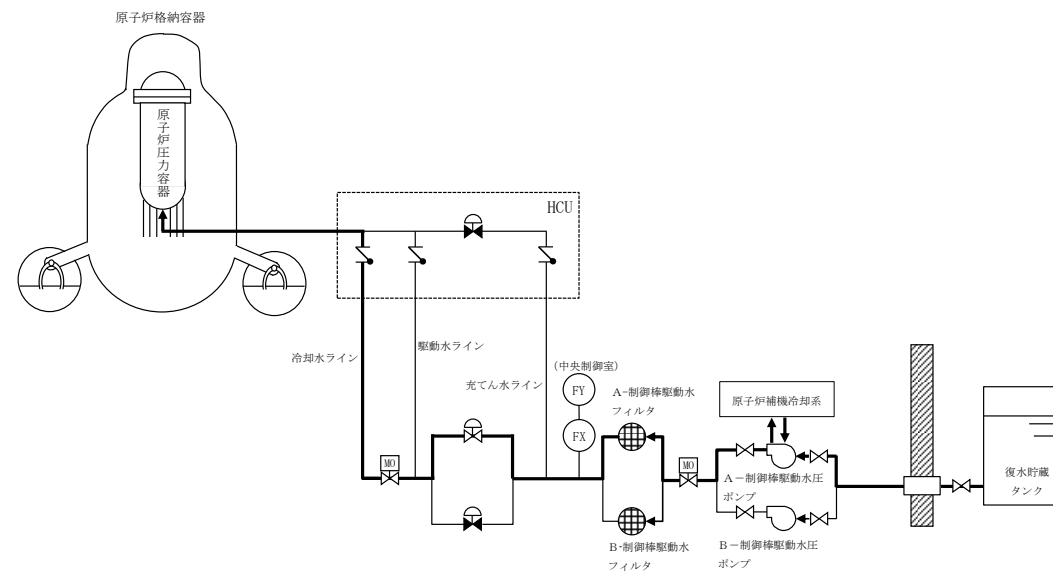 原子炉格納容器
原子炉圧力容器
HCU
冷却水ライン
駆動水ライン
充てん水ライン
(中央制御室)
FY
FX
A-制御棒駆動水
フィルタ
原子炉補機冷却系
MO
MO
A－制御棒駆動水圧
ポンプ
復水貯蔵
タンク
B-制御棒駆動水
フィルタ
B－制御棒駆動水圧
ポンプ